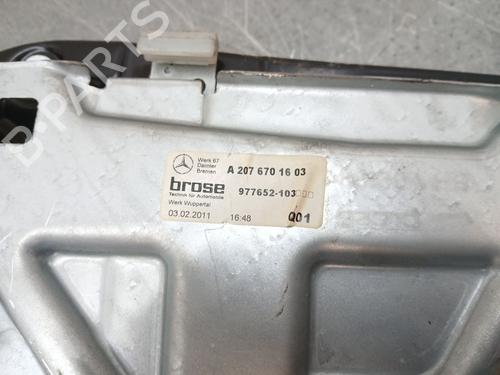 B-PARTS
Werk 67
Daimler
Bremen
A 207 670 16 03
brose
Technik für Automobile
977652-103
Werk Wuppertal
03.02.2011 16:48 Q01